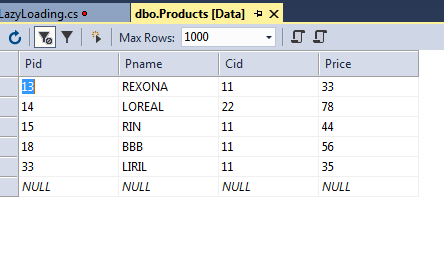 LazyLoading.cs dbo.Products [Data]
Max Rows: 1000
Pid Pname Cid Price
13 REXONA 11 33
14 LOREAL 22 78
15 RIN 11 44
18 BBB 11 56
33 LIRIL 11 35
NULL NULL NULL NULL